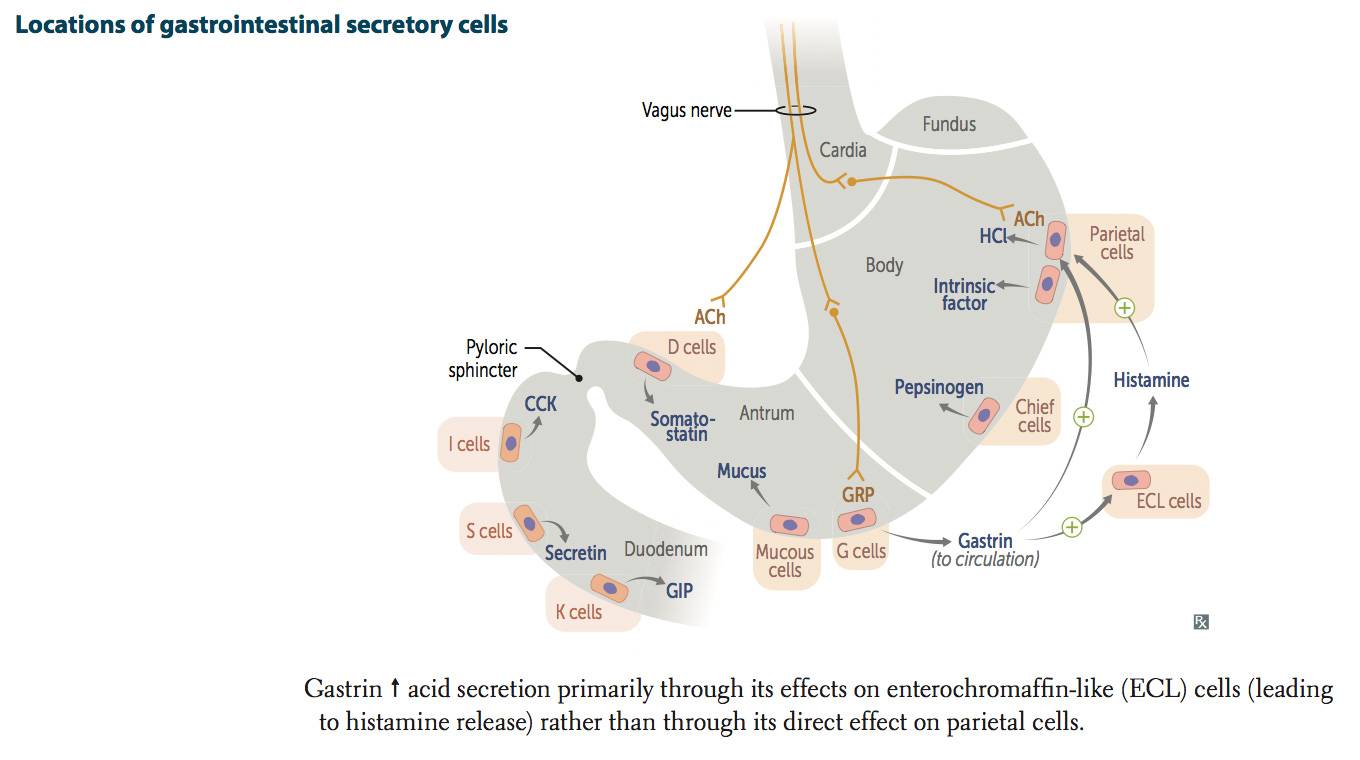 Locations of gastrointestinal secretory cells
Vagus nerve
Fundus
Cardia
ACh
HCl
Parietal
cells
Body
Intrinsic
factor
ACh
D cells
Pyloric
sphincter
Histamine
Pepsinogen
CCK
Chief
cells
Somato-
statin
Antrum
I cells
Mucus
GRP
ECL cells
S cells
Secretin
Duodenum
Mucous
cells
G cells
Gastrin
(to circulation)
GIP
K cells
Rx
Gastrin ↑ acid secretion primarily through its effects on enterochromaffin-like (ECL) cells (leading
to histamine release) rather than through its direct effect on parietal cells.